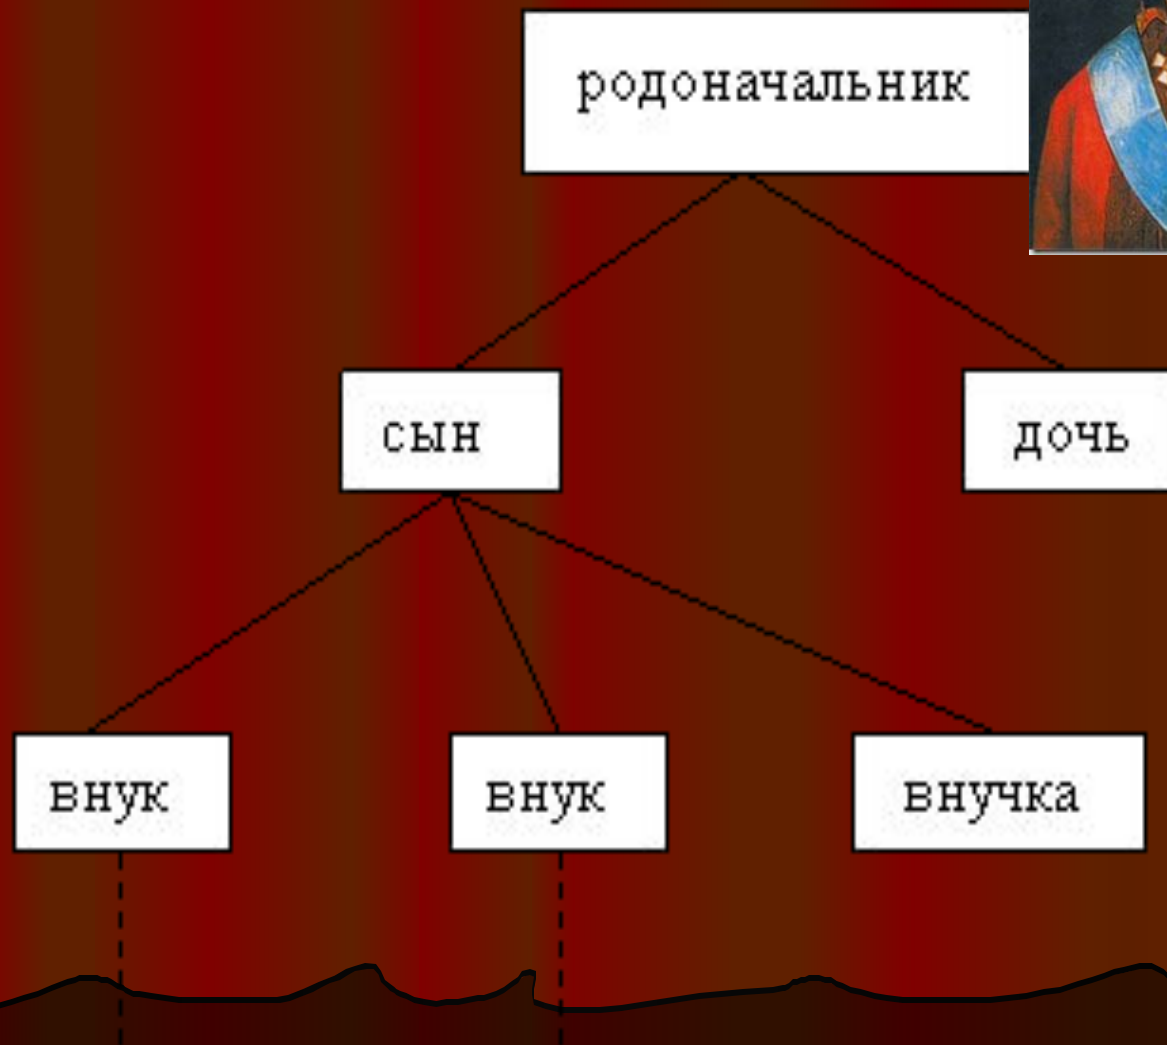 родоначальник
сын
дочь
внук
внук
внучка